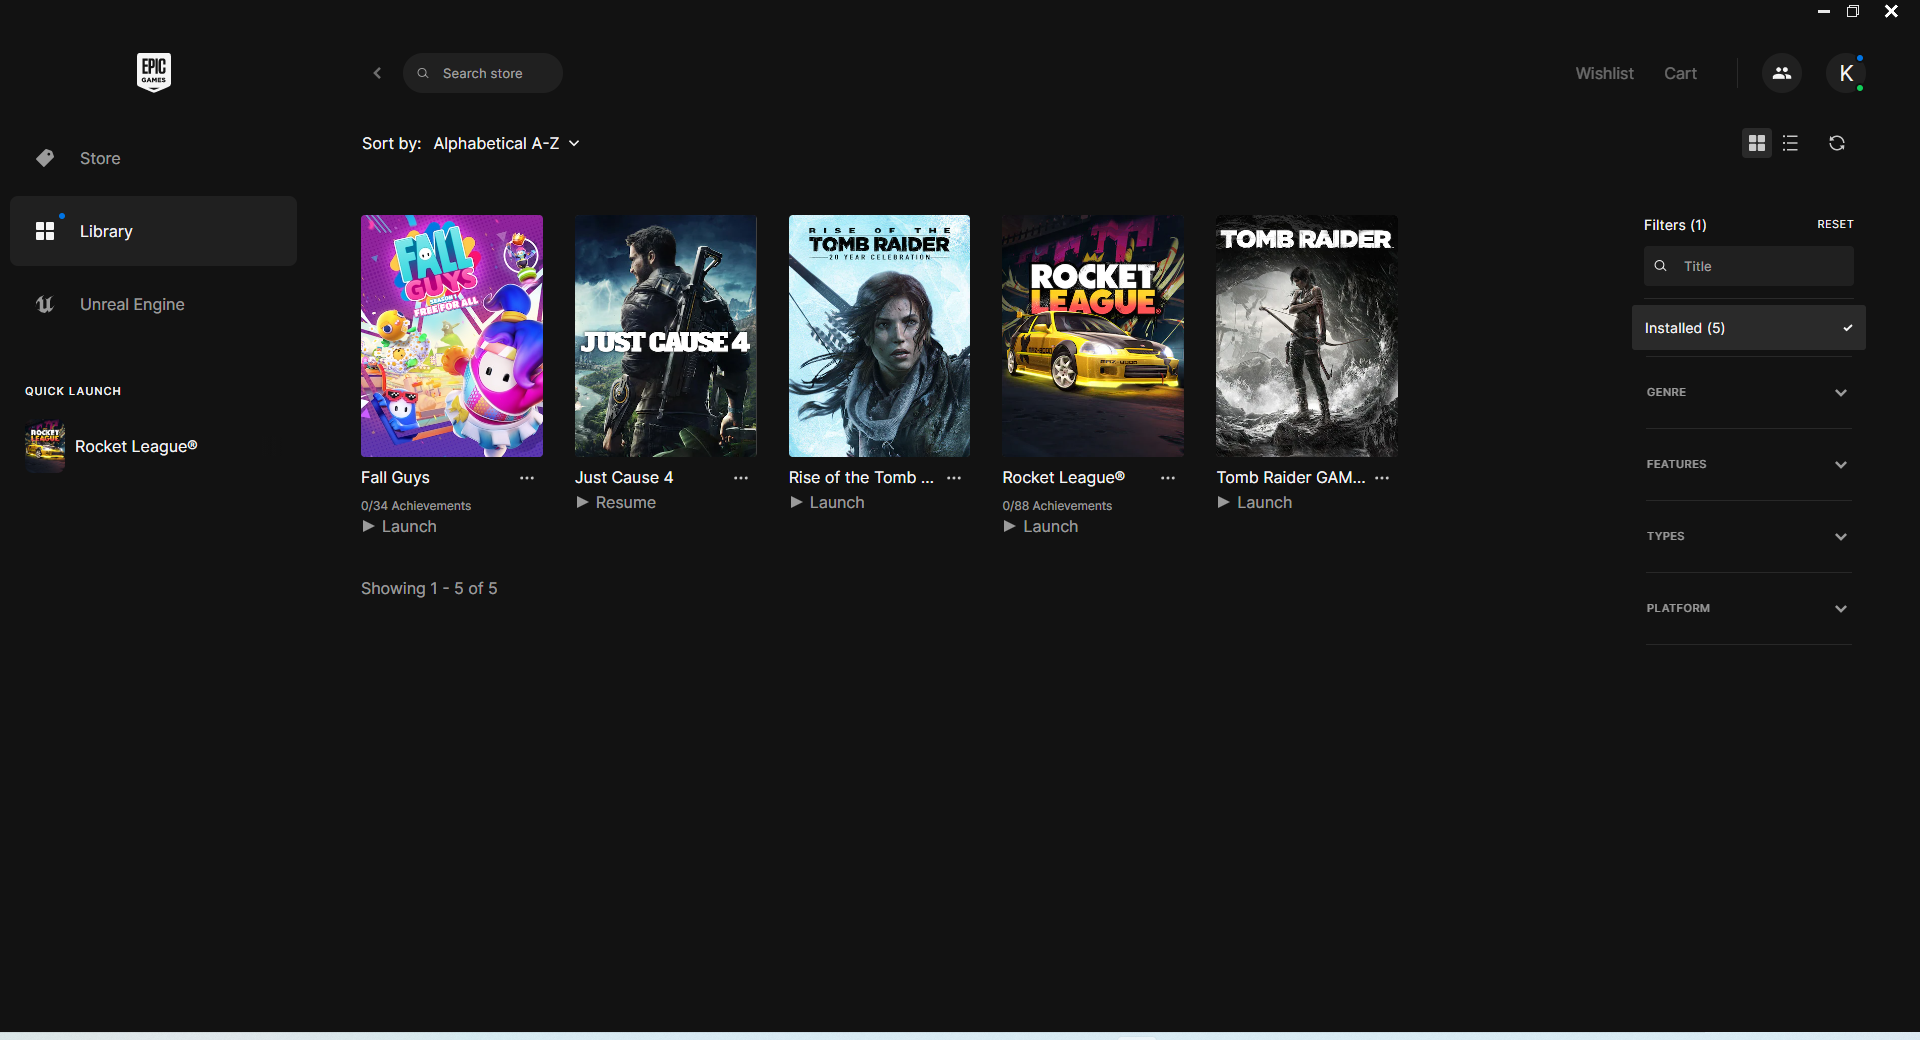 EPIC
GAMES
Search store
Wishlist
Cart
K
Sort by: Alphabetical A-Z
Store
Library
Unreal Engine
QUICK LAUNCH
ROCKET
LEAGUE
Rocket League®
FALL
GUYS
SEASON 1
FREE FOR ALL
JUST CAUSE 4
RISE OF THE
TOMB RAIDER
20 YEAR CELEBRATION
ROCKET
LEAGUE
TOMB RAIDER
Fall Guys
0/34 Achievements
Launch
Just Cause 4
Resume
Rise of the Tomb ...
Launch
Rocket League®
0/88 Achievements
Launch
Tomb Raider GAM...
Launch
Showing 1 - 5 of 5
Filters (1)
RESET
Title
Installed (5)
GENRE
FEATURES
TYPES
PLATFORM